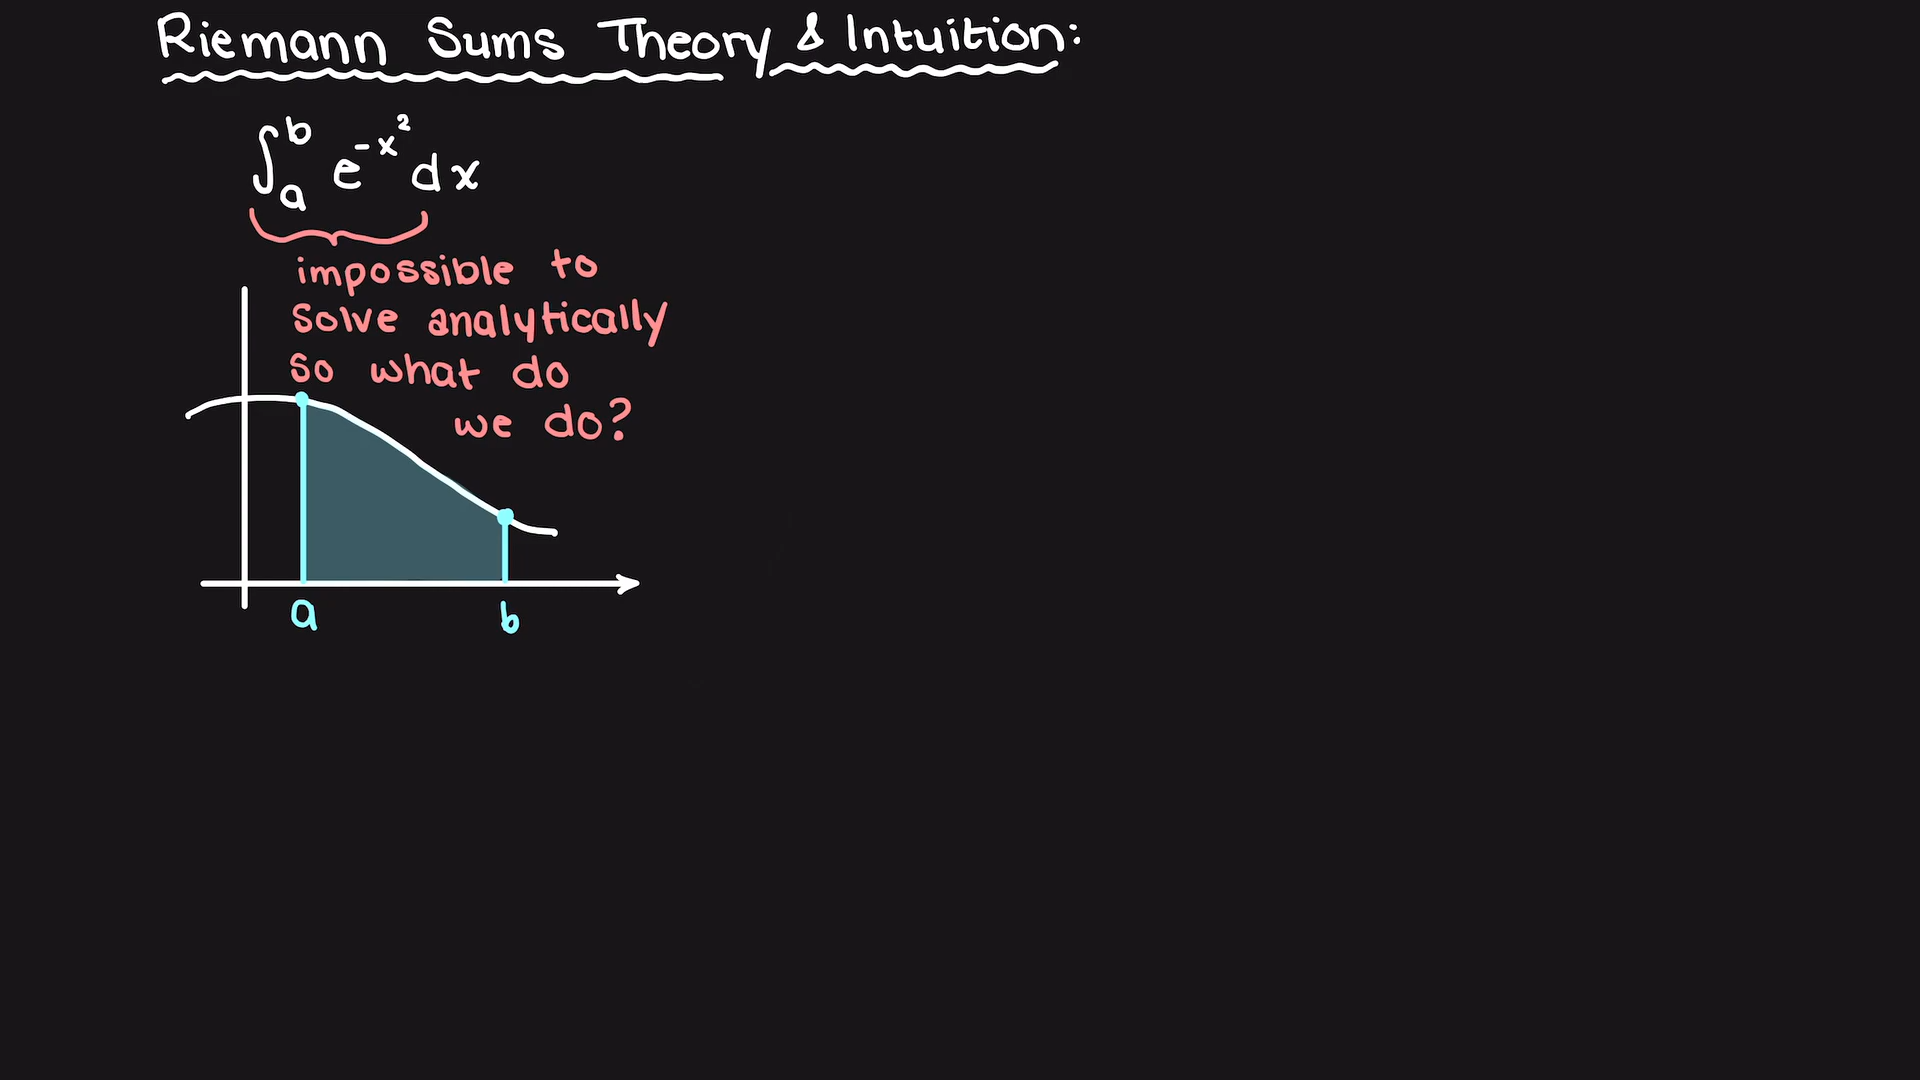 Riemann Sums Theory & Intuition:
∫ₐᵇ e^{-x²} dx
impossible to
solve analytically
so what do
we do?
a b